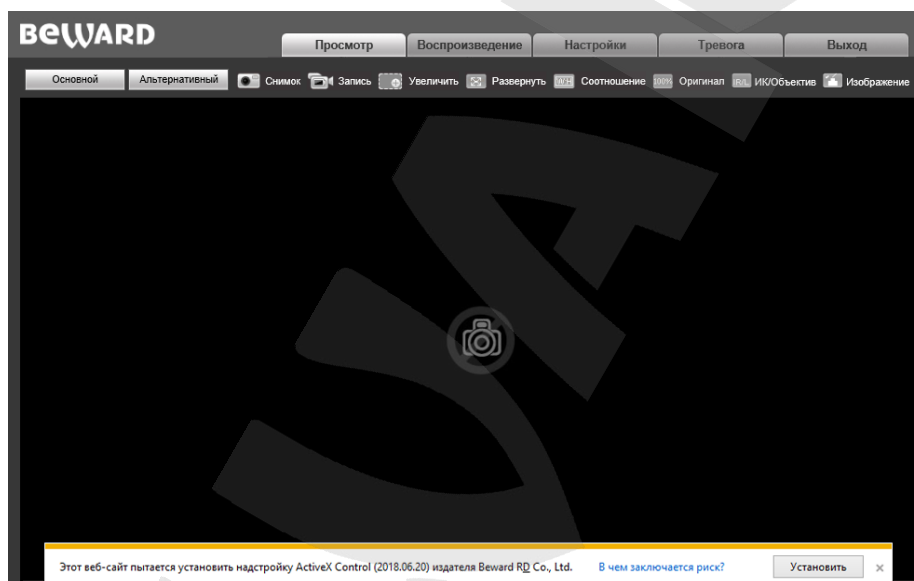 BEWARD
Просмотр Воспроизведение Настройки Тревога Выход
Основной Альтернативный Снимок Запись Увеличить Развернуть Соотношение 100% Оригинал ИК/Объектив Изображение
Этот веб-сайт пытается установить надстройку ActiveX Control (2018.06.20) издателя Beward RD Co., Ltd. В чем заключается риск? Установить ×